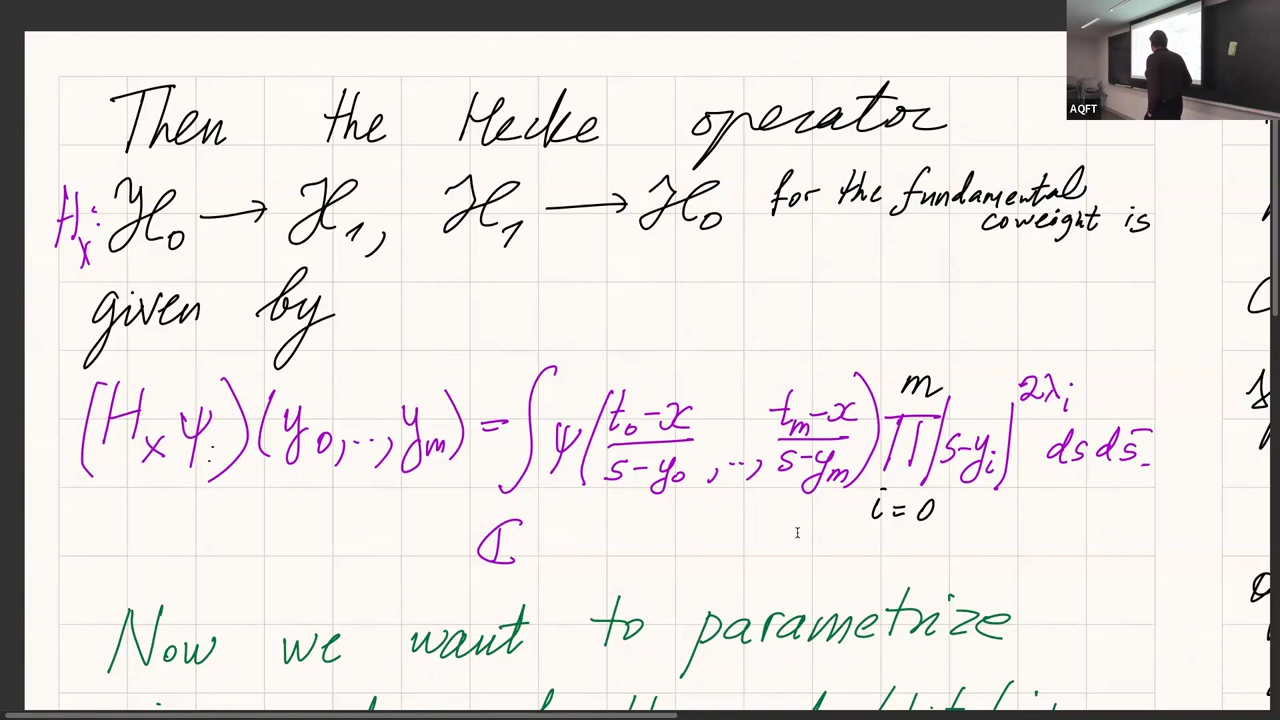 Then the Hecke operator
H_x: ℋ_0 → ℋ_1, ℋ_1 → ℋ_0 for the fundamental coweight is
given by
(H_x ψ)(y_0,..,y_m) = ∫_ℂ ψ((t_0-x)/(s-y_0),..,(t_m-x)/(s-y_m)) ∏_{i=0}^{m} |s-y_i|^{2λ_i} ds ds̄.
Now we want to parametrize
AQFT